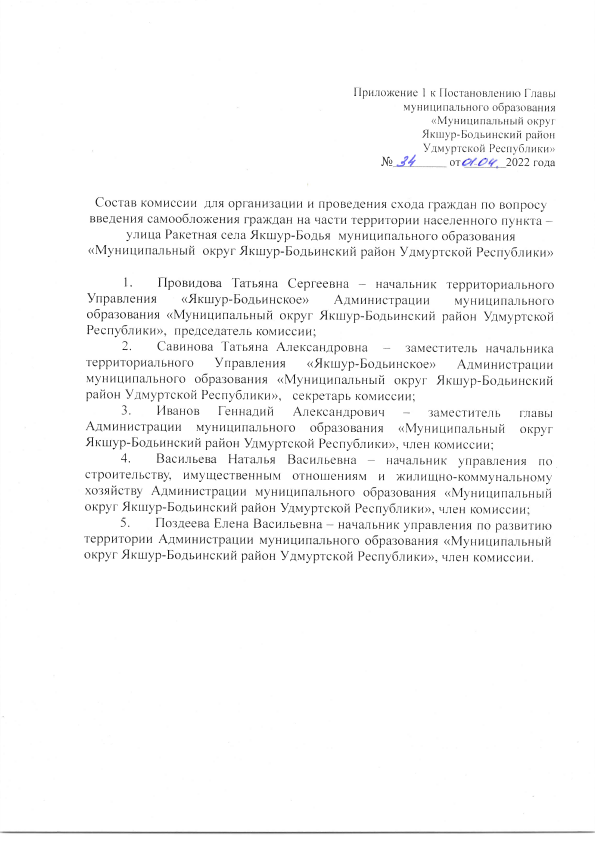 Приложение 1 к Постановлению Главы
муниципального образования
«Муниципальный округ
Якшур-Бодьинский район
Удмуртской Республики»
№ 34 от 01.04. 2022 года
Состав комиссии для организации и проведения схода граждан по вопросу
введения самообложения граждан на части территории населенного пункта –
улица Ракетная села Якшур-Бодья муниципального образования
«Муниципальный округ Якшур-Бодьинский район Удмуртской Республики»
1. Провидова Татьяна Сергеевна – начальник территориального
Управления «Якшур-Бодьинское» Администрации муниципального
образования «Муниципальный округ Якшур-Бодьинский район Удмуртской
Республики», председатель комиссии;
2. Савинова Татьяна Александровна – заместитель начальника
территориального Управления «Якшур-Бодьинское» Администрации
муниципального образования «Муниципальный округ Якшур-Бодьинский
район Удмуртской Республики», секретарь комиссии;
3. Иванов Геннадий Александрович – заместитель главы
Администрации муниципального образования «Муниципальный округ
Якшур-Бодьинский район Удмуртской Республики», член комиссии;
4. Васильева Наталья Васильевна – начальник управления по
строительству, имущественным отношениям и жилищно-коммунальному
хозяйству Администрации муниципального образования «Муниципальный
округ Якшур-Бодьинский район Удмуртской Республики», член комиссии;
5. Поздеева Елена Васильевна – начальник управления по развитию
территории Администрации муниципального образования «Муниципальный
округ Якшур-Бодьинский район Удмуртской Республики», член комиссии.